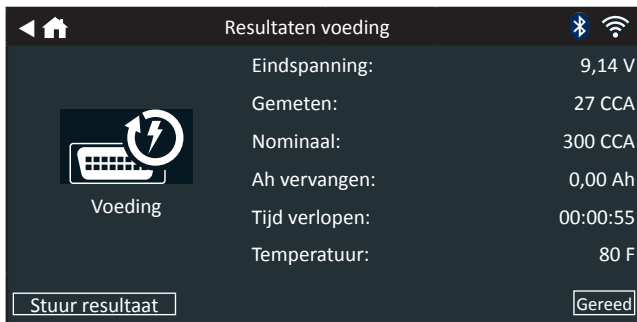 Resultaten voeding
Eindspanning: 9,14 V
Gemeten: 27 CCA
Nominaal: 300 CCA
Ah vervangen: 0,00 Ah
Voeding
Tijd verlopen: 00:00:55
Temperatuur: 80 F
Stuur resultaat Gereed